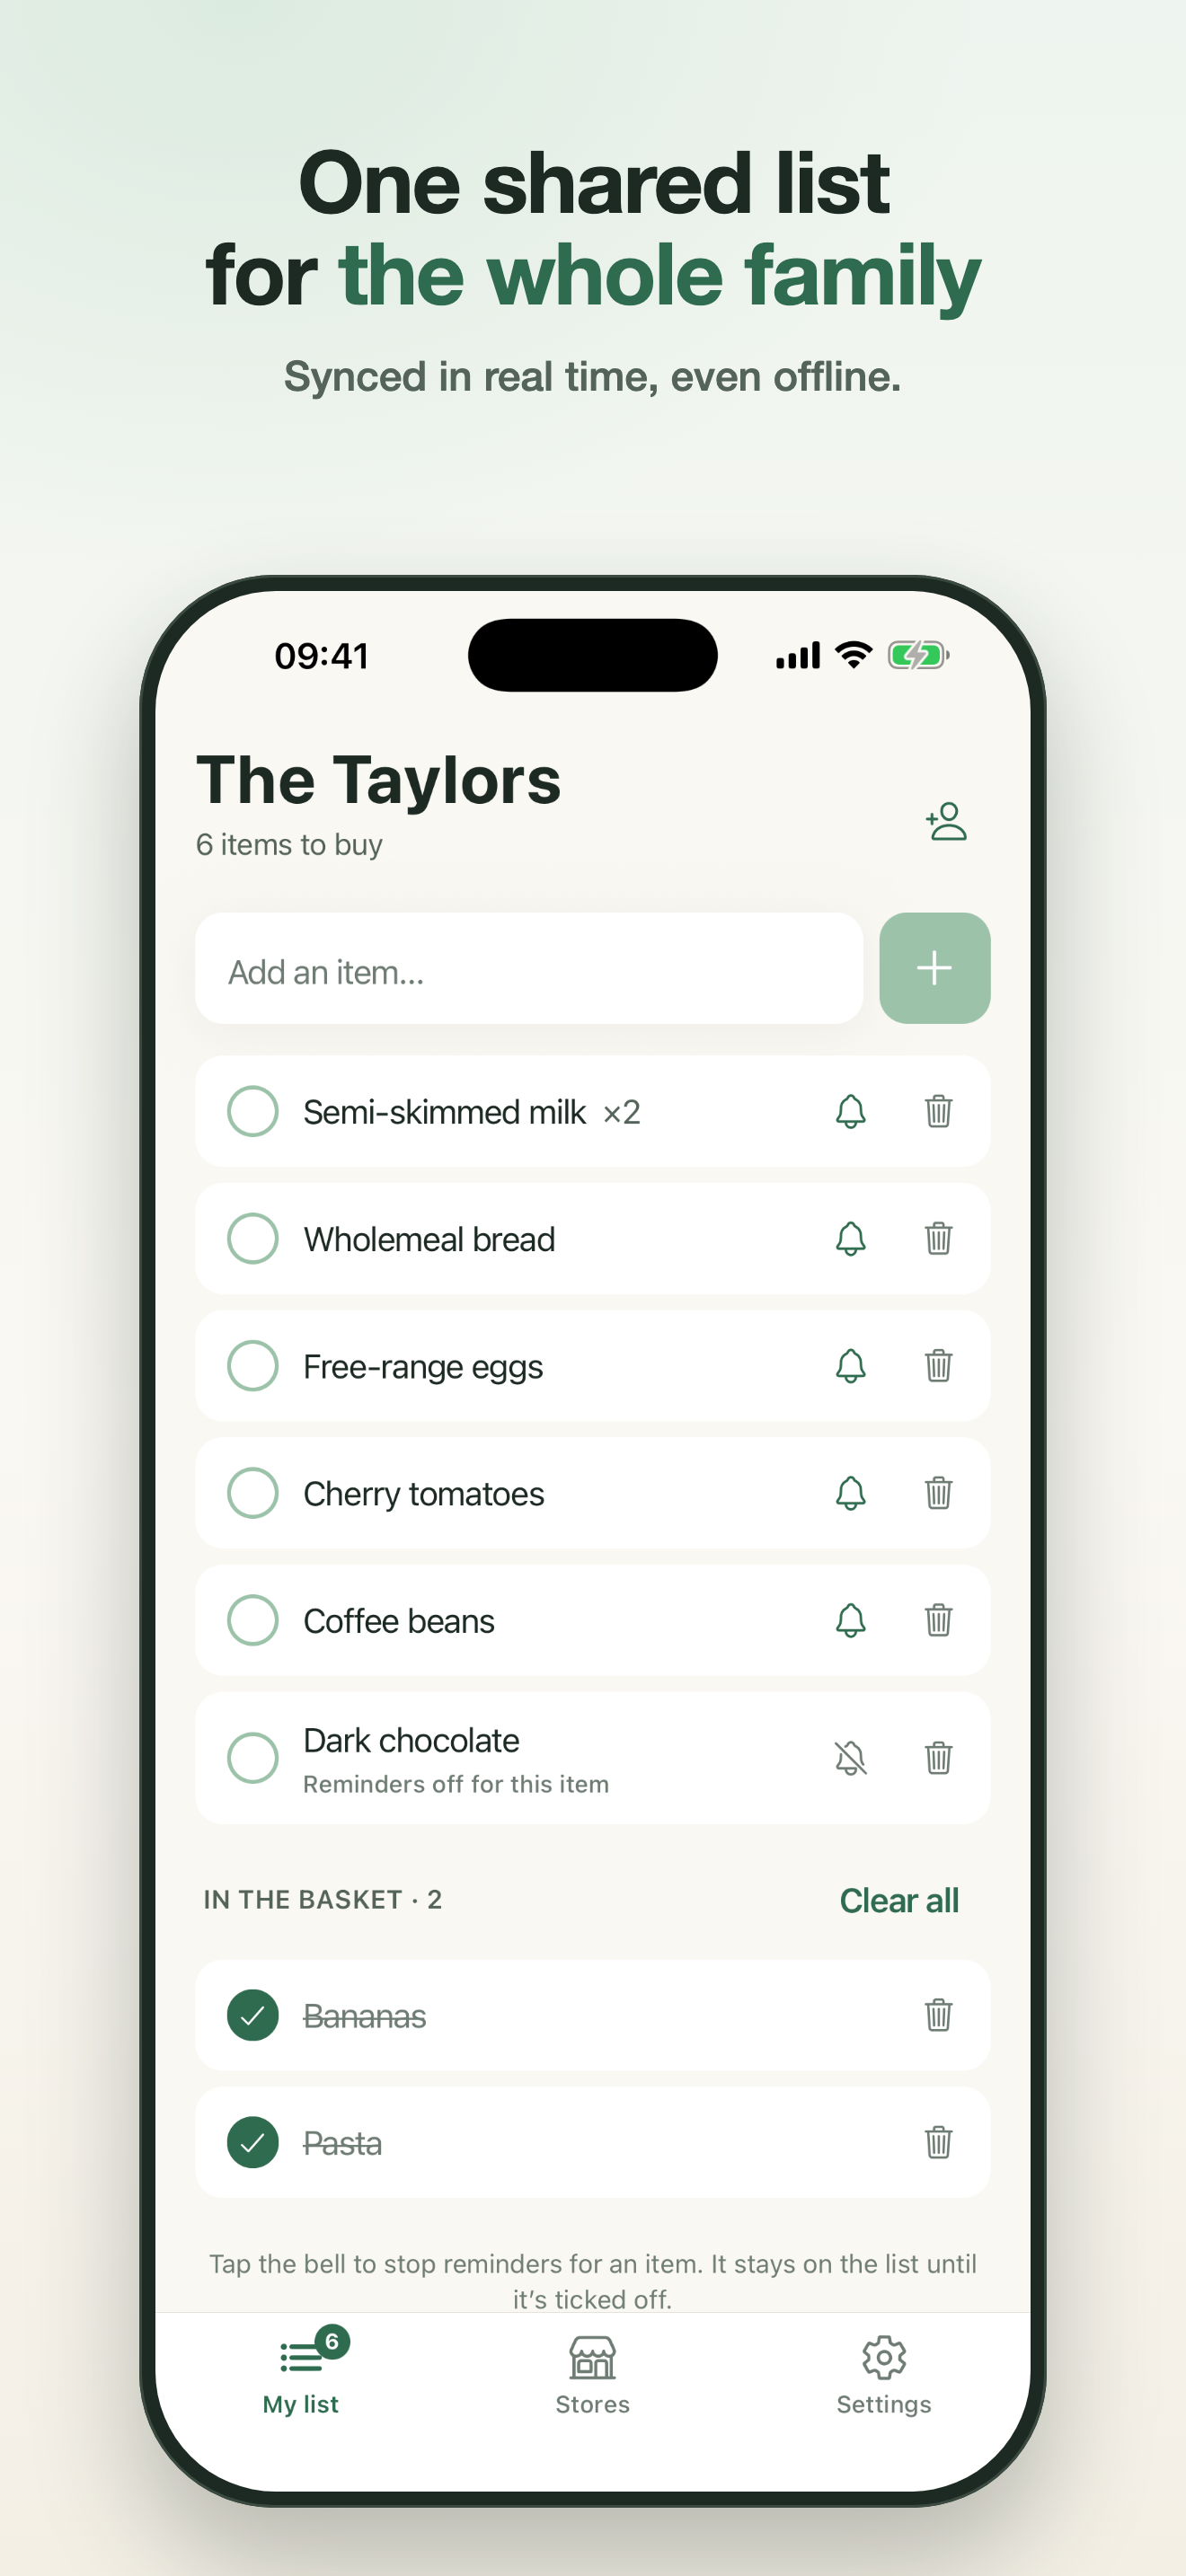 One shared list
for the whole family
Synced in real time, even offline.
09:41
The Taylors
6 items to buy
Add an item...
Semi-skimmed milk ×2
Wholemeal bread
Free-range eggs
Cherry tomatoes
Coffee beans
Dark chocolate
Reminders off for this item
IN THE BASKET · 2
Clear all
Bananas
Pasta
Tap the bell to stop reminders for an item. It stays on the list until
it’s ticked off.
6
My list
Stores
Settings